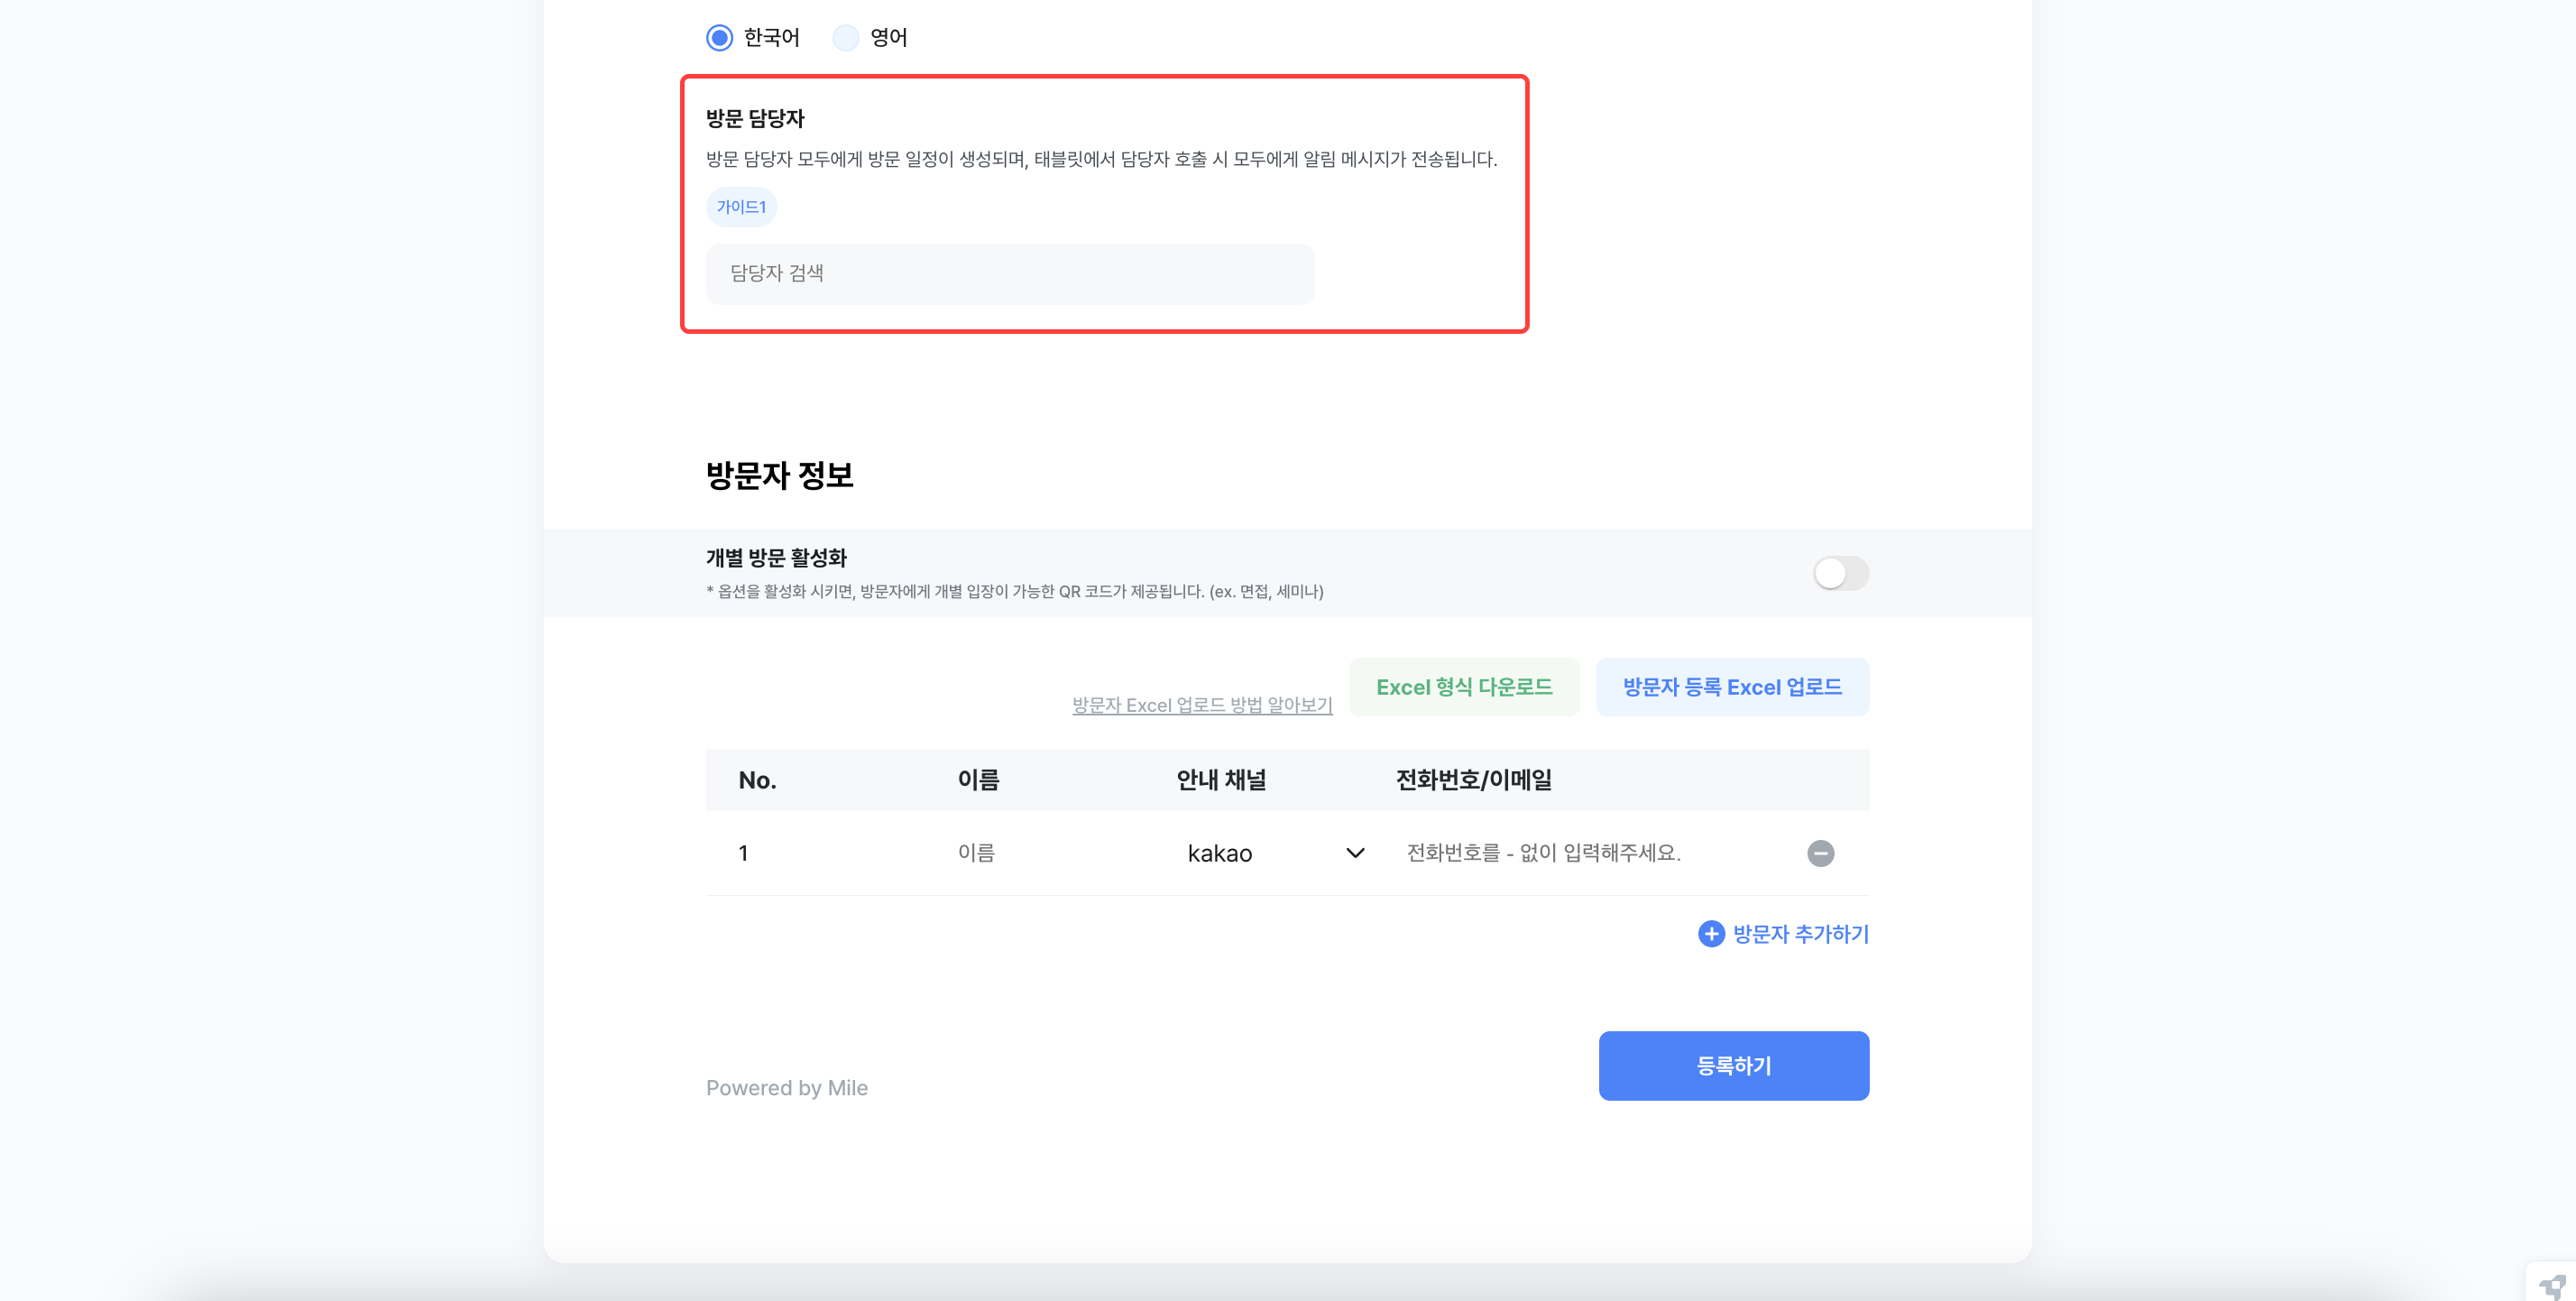 한국어 영어
방문 담당자
방문 담당자 모두에게 방문 일정이 생성되며, 태블릿에서 담당자 호출 시 모두에게 알림 메시지가 전송됩니다.
가이드1
담당자 검색
방문자 정보
개별 방문 활성화
* 옵션을 활성화 시키면, 방문자에게 개별 입장이 가능한 QR 코드가 제공됩니다. (ex. 면접, 세미나)
방문자 Excel 업로드 방법 알아보기 Excel 형식 다운로드 방문자 등록 Excel 업로드
No. 이름 안내 채널 전화번호/이메일
1 이름 kakao 전화번호를 - 없이 입력해주세요.
방문자 추가하기
등록하기
Powered by Mile